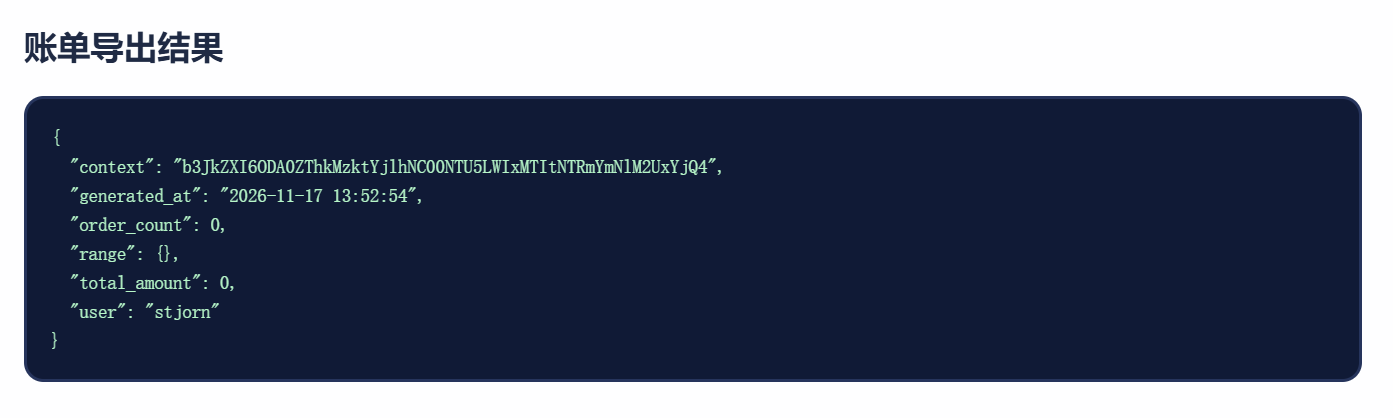 账单导出结果
{
  "context": "b3JkZXI6ODA0ZThkMzktYjlhNC00NTU5LWIxMTItNTRmYmNlM2UxYjQ4",
  "generated_at": "2026-11-17 13:52:54",
  "order_count": 0,
  "range": {},
  "total_amount": 0,
  "user": "stjorn"
}